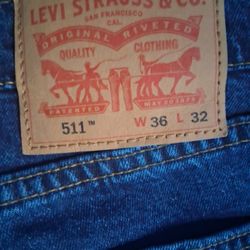 LEVI STRAUSS & CO.
SAN FRANCISCO
CAL.
ORIGINAL RIVETED
QUALITY CLOTHING
PATENTED MAY 20 1873
511™ W 36 L 32